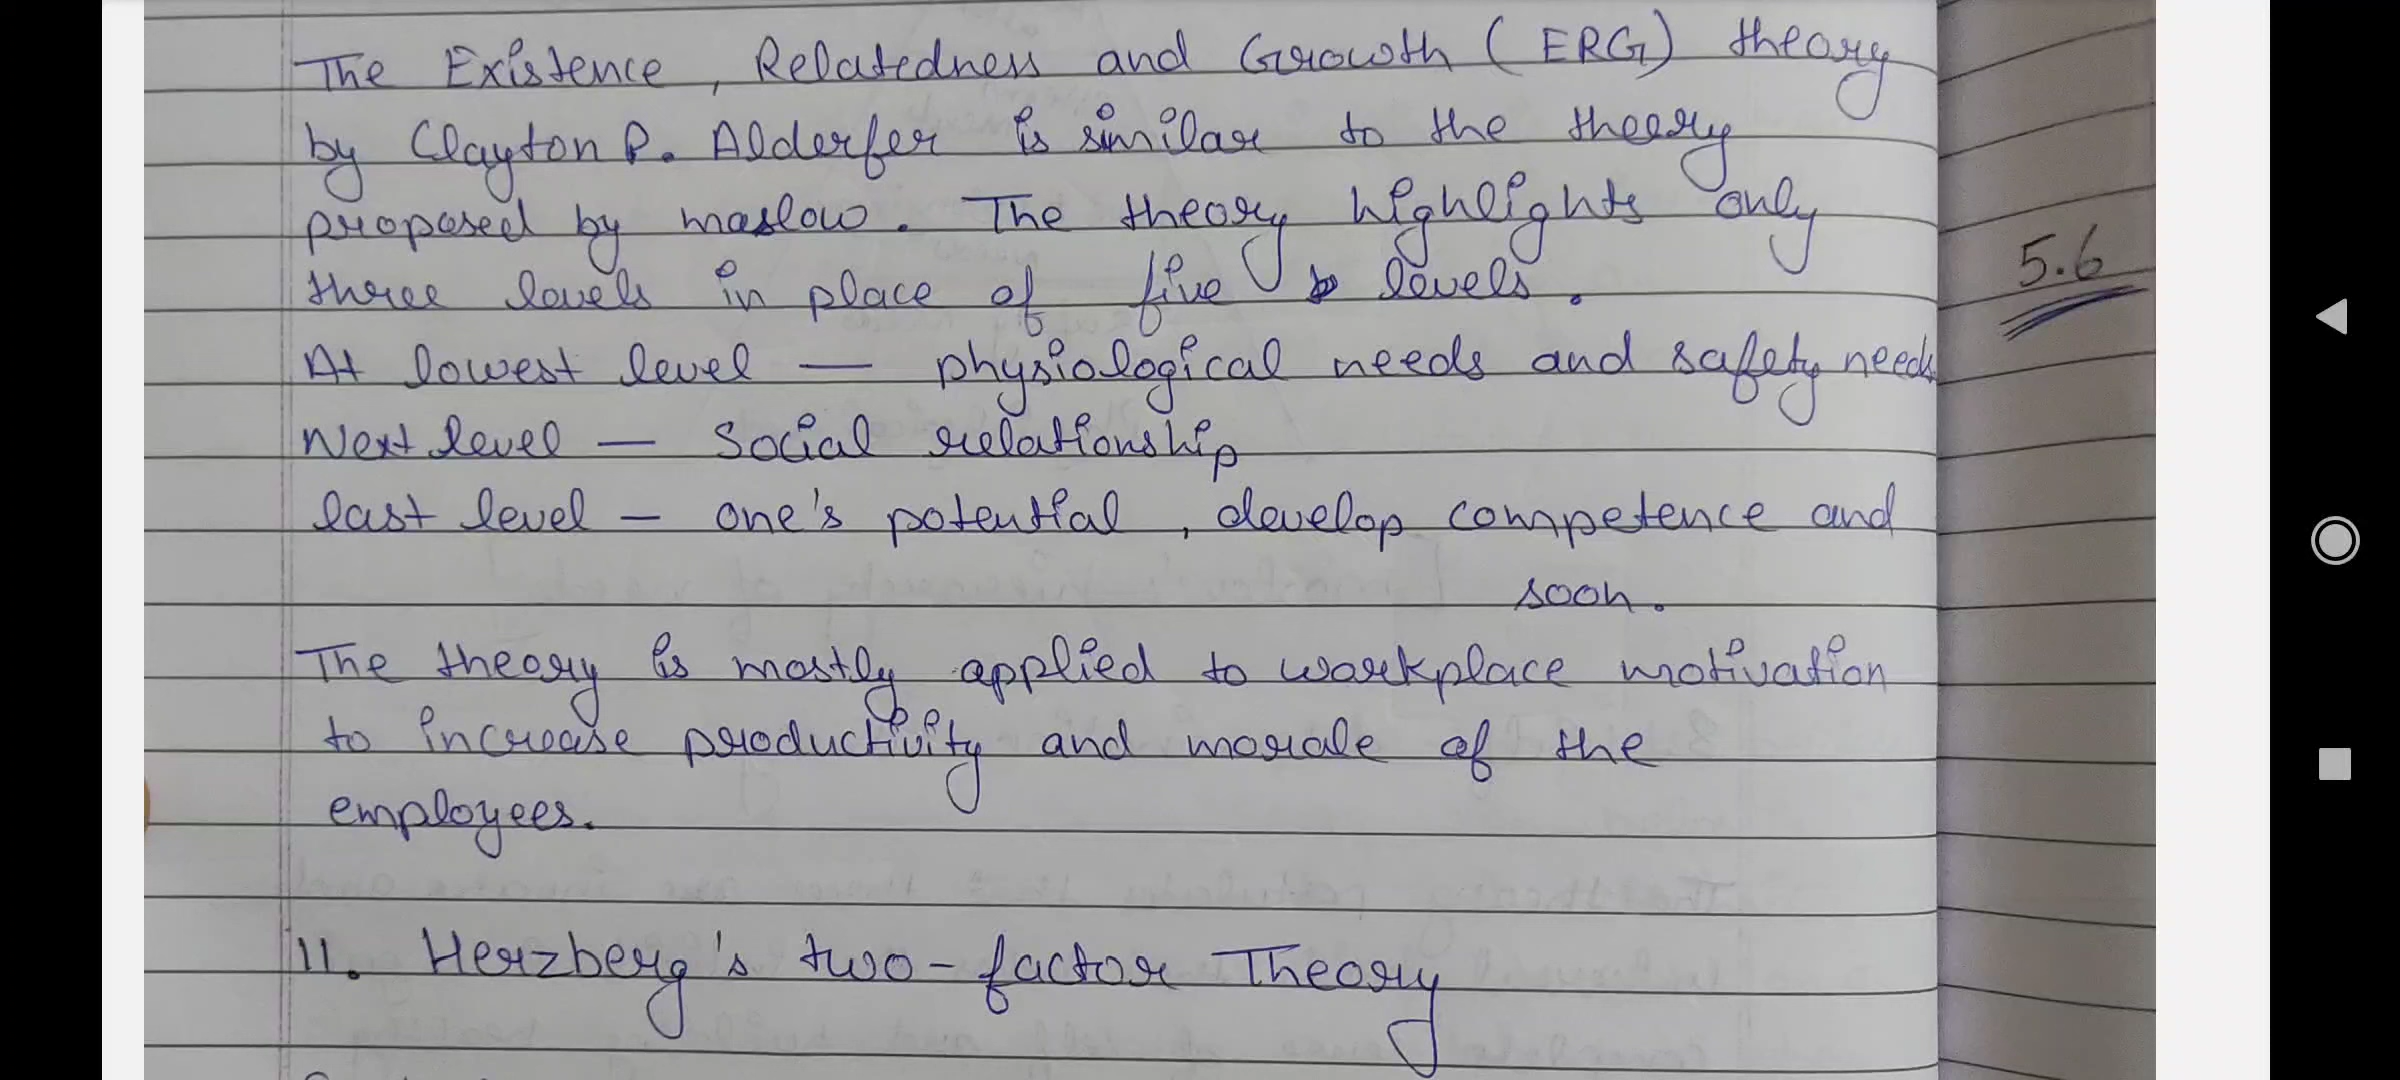 The Existence, Relatedness and Growth (ERG) theory
by Clayton P. Alderfer is similar to the theory
proposed by maslow. The theory highlights only
three levels in place of five levels.
5.6
At lowest level — physiological needs and safety needs
Next level — social relationship
last level — one's potential, develop competence and
soon.
The theory is mostly applied to workplace motivation
to increase productivity and morale of the
employees.
11. Herzberg's two-factor Theory